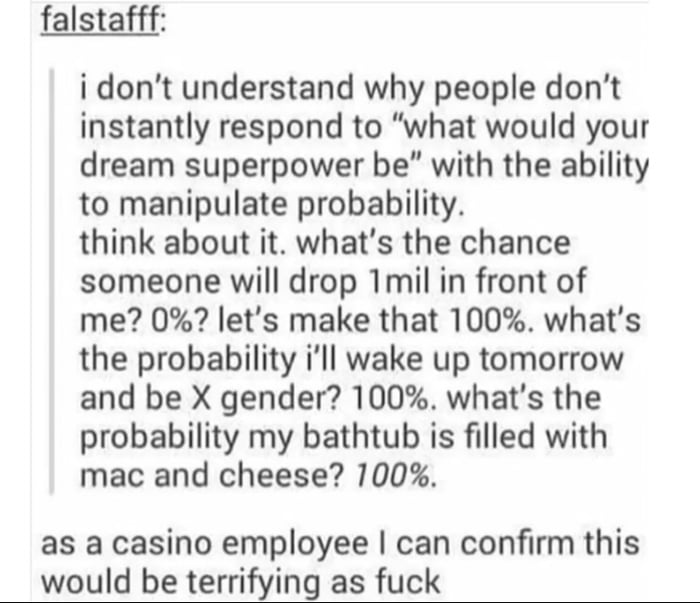 falstafff:
i don't understand why people don't
instantly respond to "what would your
dream superpower be" with the ability
to manipulate probability.
think about it. what's the chance
someone will drop 1mil in front of
me? 0%? let's make that 100%. what's
the probability i'll wake up tomorrow
and be X gender? 100%. what's the
probability my bathtub is filled with
mac and cheese? 100%.
as a casino employee I can confirm this
would be terrifying as fuck